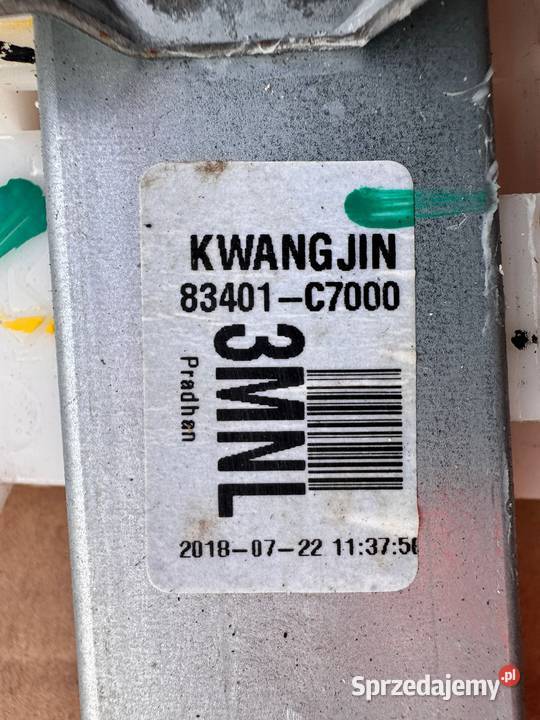 KWANGJIN
83401-C7000
3MNL
Pradhan
2018-07-22 11:37:56
Sprzedajemy.pl